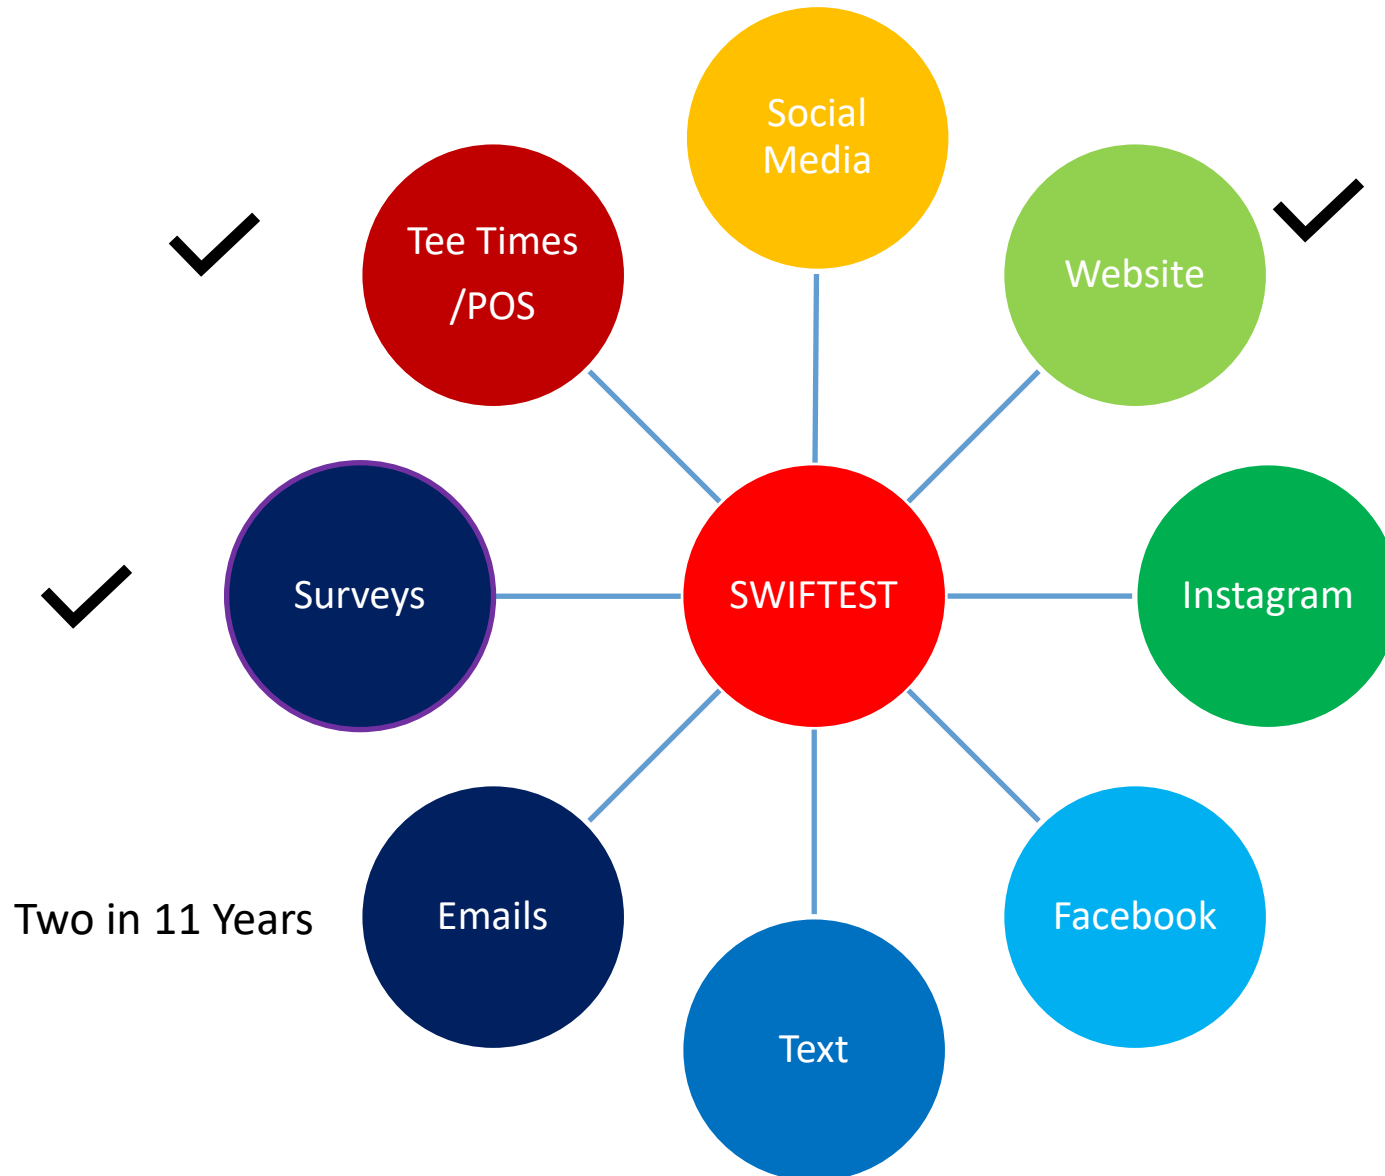 Social
Media
Tee Times
/POS
Website
Surveys
SWIFTEST
Instagram
Two in 11 Years
Emails
Facebook
Text